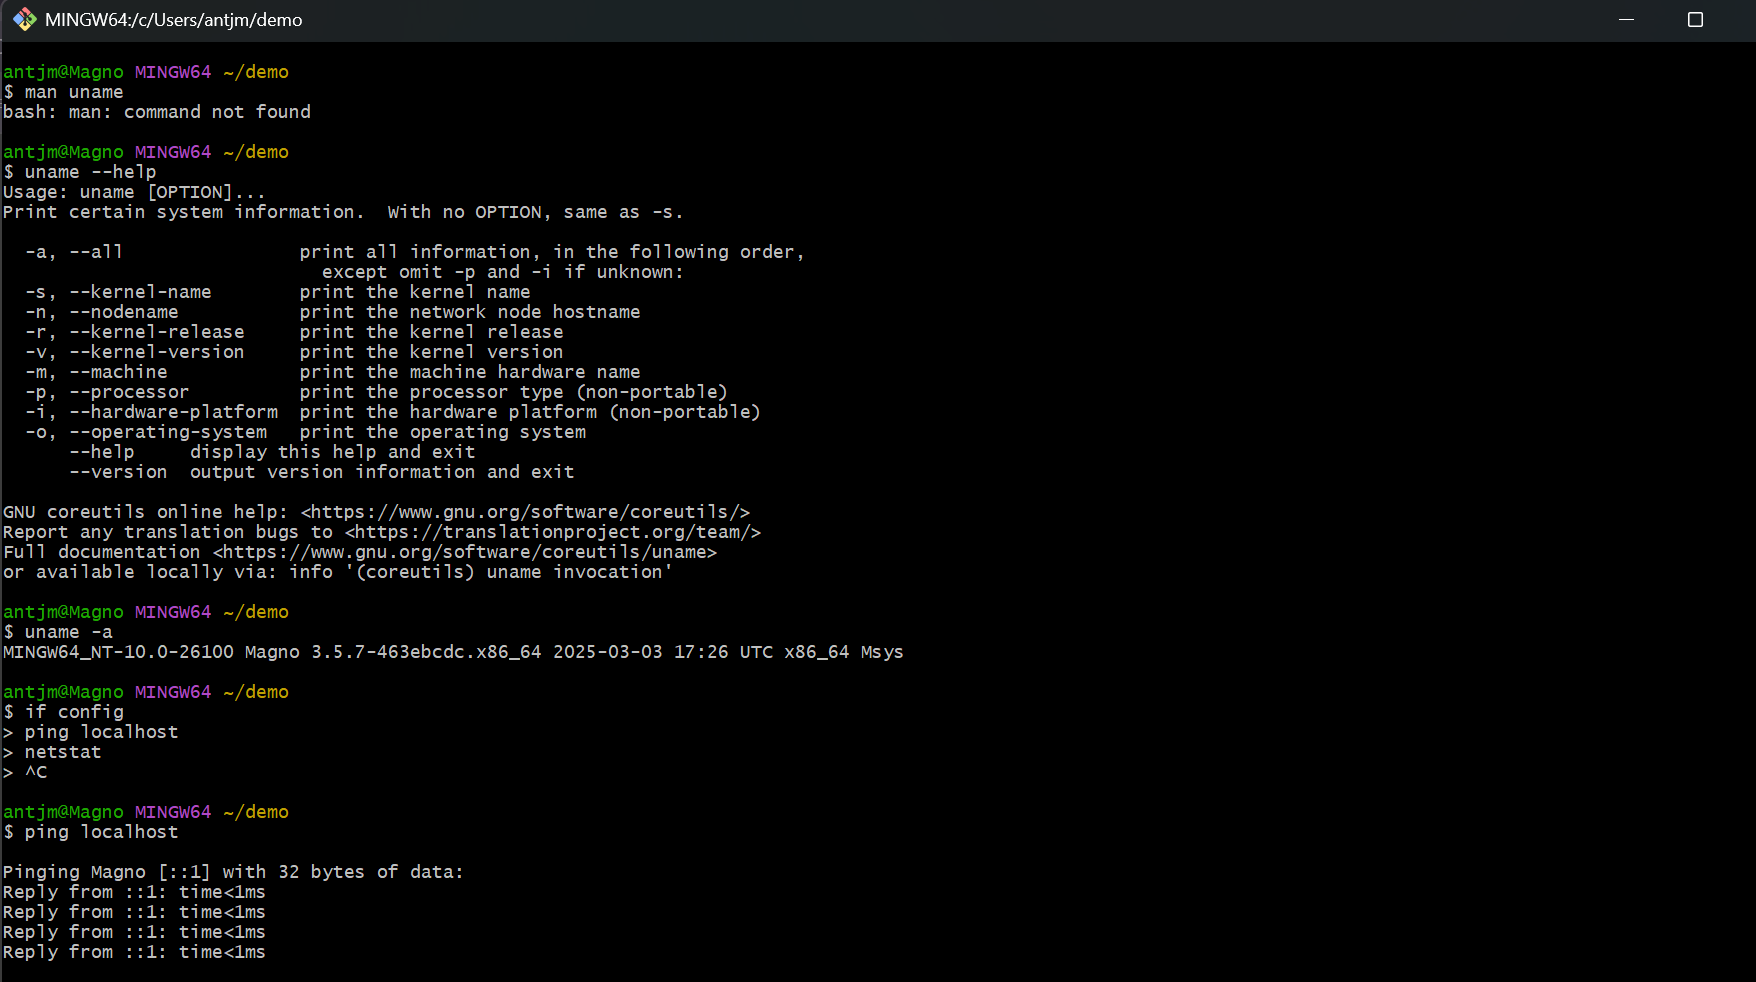 MINGW64:/c/Users/antjm/demo
antjm@Magno MINGW64 ~/demo
$ man uname
bash: man: command not found
antjm@Magno MINGW64 ~/demo
$ uname --help
Usage: uname [OPTION]...
Print certain system information.  With no OPTION, same as -s.
  -a, --all                print all information, in the following order,
                             except omit -p and -i if unknown:
  -s, --kernel-name        print the kernel name
  -n, --nodename           print the network node hostname
  -r, --kernel-release     print the kernel release
  -v, --kernel-version     print the kernel version
  -m, --machine            print the machine hardware name
  -p, --processor          print the processor type (non-portable)
  -i, --hardware-platform  print the hardware platform (non-portable)
  -o, --operating-system   print the operating system
      --help     display this help and exit
      --version  output version information and exit
GNU coreutils online help: <https://www.gnu.org/software/coreutils/>
Report any translation bugs to <https://translationproject.org/team/>
Full documentation <https://www.gnu.org/software/coreutils/uname>
or available locally via: info '(coreutils) uname invocation'
antjm@Magno MINGW64 ~/demo
$ uname -a
MINGW64_NT-10.0-26100 Magno 3.5.7-463ebcdc.x86_64 2025-03-03 17:26 UTC x86_64 Msys
antjm@Magno MINGW64 ~/demo
$ if config
> ping localhost
> netstat
> ^C
antjm@Magno MINGW64 ~/demo
$ ping localhost
Pinging Magno [::1] with 32 bytes of data:
Reply from ::1: time<1ms
Reply from ::1: time<1ms
Reply from ::1: time<1ms
Reply from ::1: time<1ms